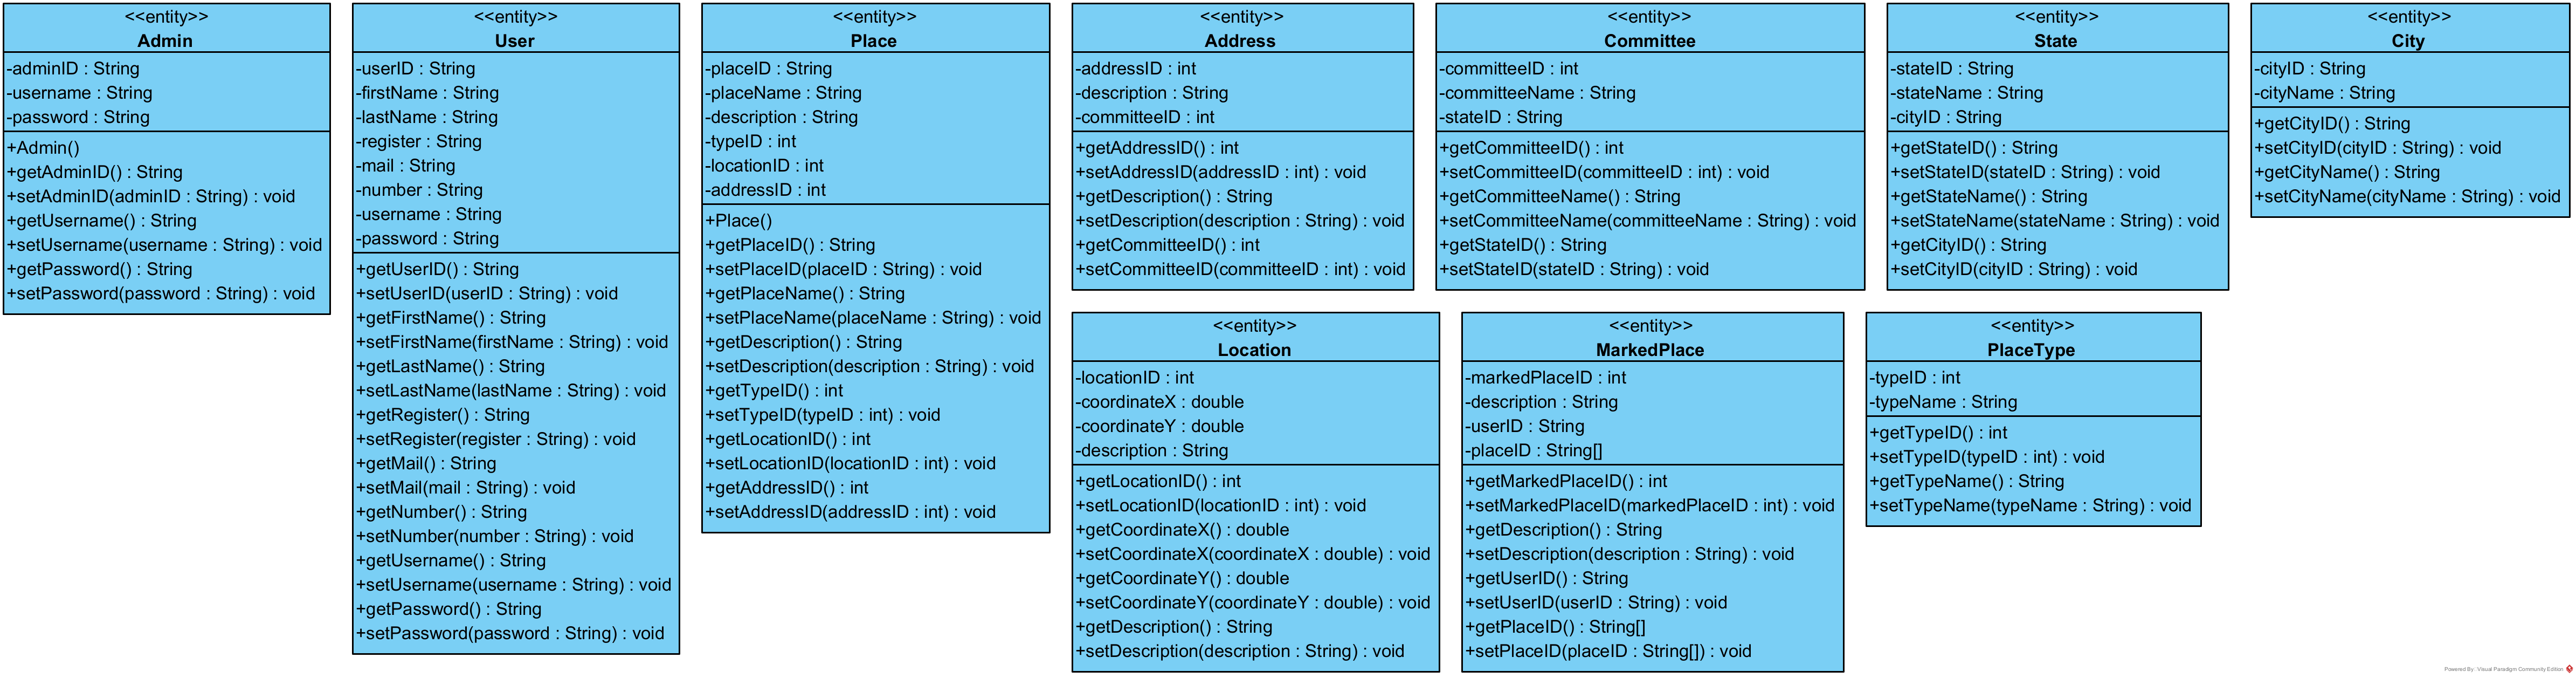 <<entity>>
Admin
-adminID : String
-username : String
-password : String
+Admin()
+getAdminID() : String
+setAdminID(adminID : String) : void
+getUsername() : String
+setUsername(username : String) : void
+getPassword() : String
+setPassword(password : String) : void
<<entity>>
User
-userID : String
-firstName : String
-lastName : String
-register : String
-mail : String
-number : String
-username : String
-password : String
+getUserID() : String
+setUserID(userID : String) : void
+getFirstName() : String
+setFirstName(firstName : String) : void
+getLastName() : String
+setLastName(lastName : String) : void
+getRegister() : String
+setRegister(register : String) : void
+getMail() : String
+setMail(mail : String) : void
+getNumber() : String
+setNumber(number : String) : void
+getUsername() : String
+setUsername(username : String) : void
+getPassword() : String
+setPassword(password : String) : void
<<entity>>
Place
-placeID : String
-placeName : String
-description : String
-typeID : int
-locationID : int
-addressID : int
+Place()
+getPlaceID() : String
+setPlaceID(placeID : String) : void
+getPlaceName() : String
+setPlaceName(placeName : String) : void
+getDescription() : String
+setDescription(description : String) : void
+getTypeID() : int
+setTypeID(typeID : int) : void
+getLocationID() : int
+setLocationID(locationID : int) : void
+getAddressID() : int
+setAddressID(addressID : int) : void
<<entity>>
Address
-addressID : int
-description : String
-committeeID : int
+getAddressID() : int
+setAddressID(addressID : int) : void
+getDescription() : String
+setDescription(description : String) : void
+getCommitteeID() : int
+setCommitteeID(committeeID : int) : void
<<entity>>
Committee
-committeeID : int
-committeeName : String
-stateID : String
+getCommitteeID() : int
+setCommitteeID(committeeID : int) : void
+getCommitteeName() : String
+setCommitteeName(committeeName : String) : void
+getStateID() : String
+setStateID(stateID : String) : void
<<entity>>
State
-stateID : String
-stateName : String
-cityID : String
+getStateID() : String
+setStateID(stateID : String) : void
+getStateName() : String
+setStateName(stateName : String) : void
+getCityID() : String
+setCityID(cityID : String) : void
<<entity>>
City
-cityID : String
-cityName : String
+getCityID() : String
+setCityID(cityID : String) : void
+getCityName() : String
+setCityName(cityName : String) : void
<<entity>>
Location
-locationID : int
-coordinateX : double
-coordinateY : double
-description : String
+getLocationID() : int
+setLocationID(locationID : int) : void
+getCoordinateX() : double
+setCoordinateX(coordinateX : double) : void
+getCoordinateY() : double
+setCoordinateY(coordinateY : double) : void
+getDescription() : String
+setDescription(description : String) : void
<<entity>>
MarkedPlace
-markedPlaceID : int
-description : String
-userID : String
-placeID : String[]
+getMarkedPlaceID() : int
+setMarkedPlaceID(markedPlaceID : int) : void
+getDescription() : String
+setDescription(description : String) : void
+getUserID() : String
+setUserID(userID : String) : void
+getPlaceID() : String[]
+setPlaceID(placeID : String[]) : void
<<entity>>
PlaceType
-typeID : int
-typeName : String
+getTypeID() : int
+setTypeID(typeID : int) : void
+getTypeName() : String
+setTypeName(typeName : String) : void
Powered By: Visual Paradigm Community Edition